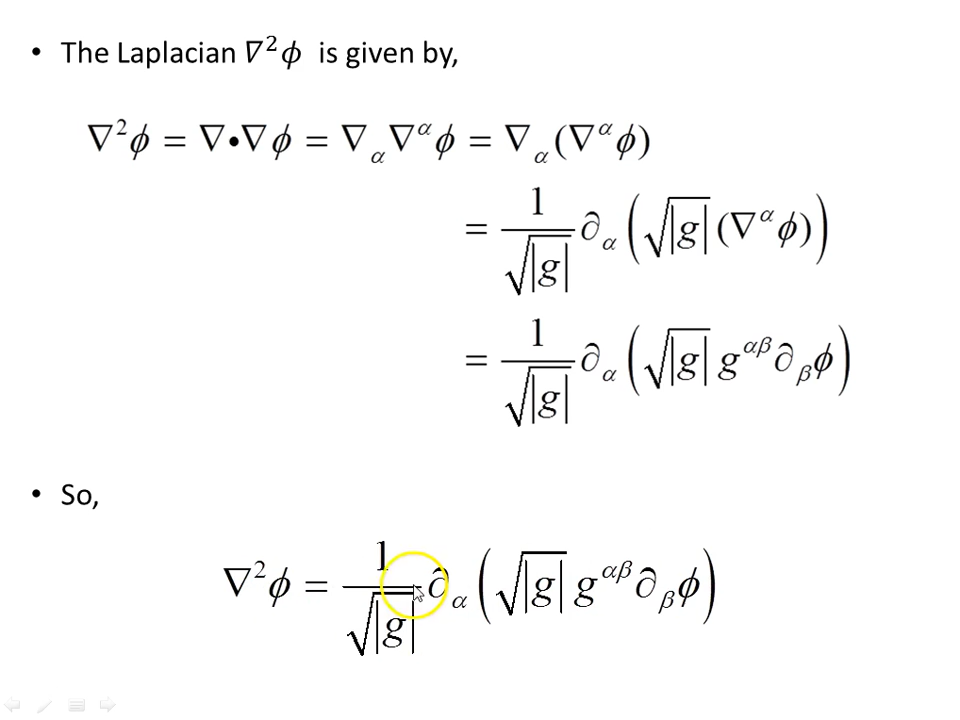 • The Laplacian ∇²ϕ is given by,
∇²ϕ = ∇•∇ϕ = ∇_α∇^αϕ = ∇_α(∇^αϕ)
= 1/√|g| ∂_α(√|g| (∇^αϕ))
= 1/√|g| ∂_α(√|g| g^{αβ}∂_βϕ)
• So,
∇²ϕ = 1/√|g| ∂_α(√|g| g^{αβ}∂_βϕ)